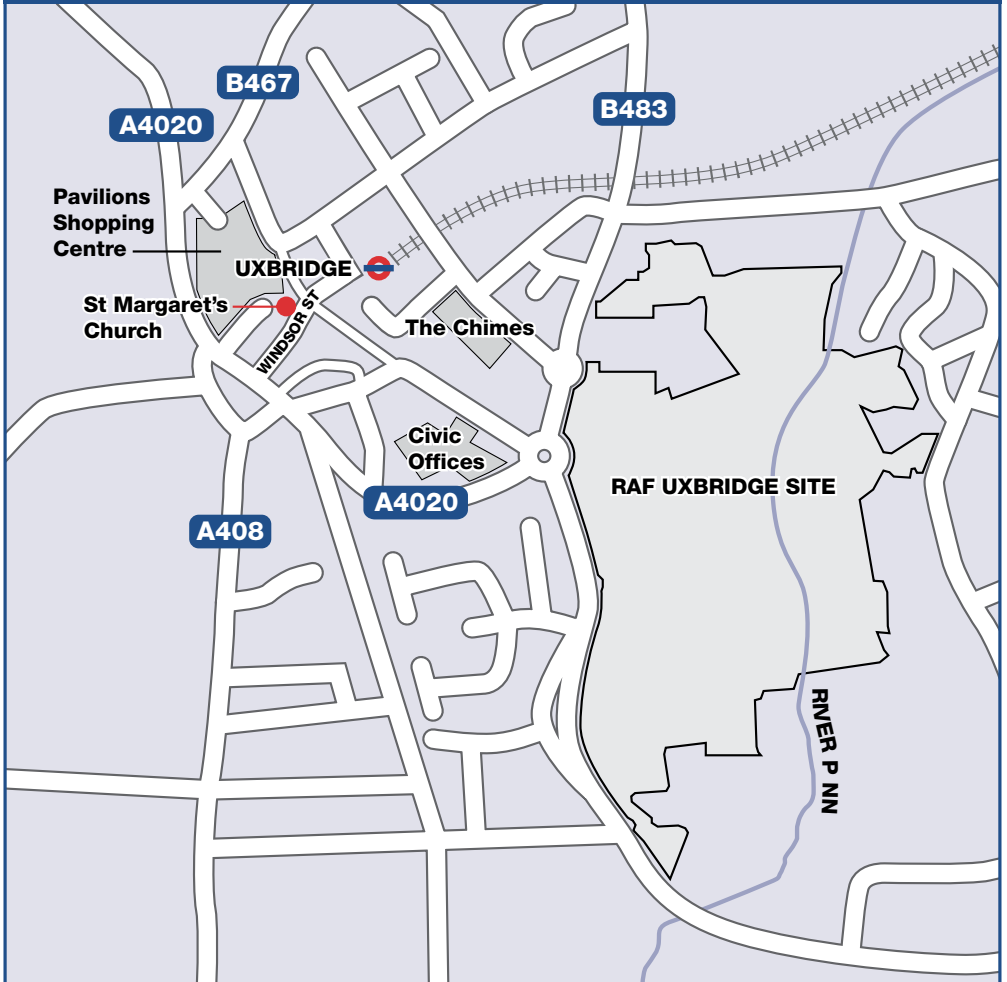 B467
A4020
B483
Pavilions
Shopping
Centre
UXBRIDGE
St Margaret's
Church
WINDSOR ST
The Chimes
Civic
Offices
RAF UXBRIDGE SITE
A4020
A408
RIVER P NN